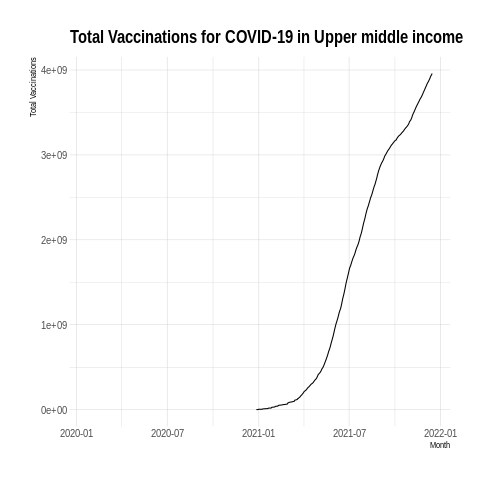 Total Vaccinations for COVID-19 in Upper middle income
Total Vaccinations
4e+09
3e+09
2e+09
1e+09
0e+00
2020-01 2020-07 2021-01 2021-07 2022-01
Month